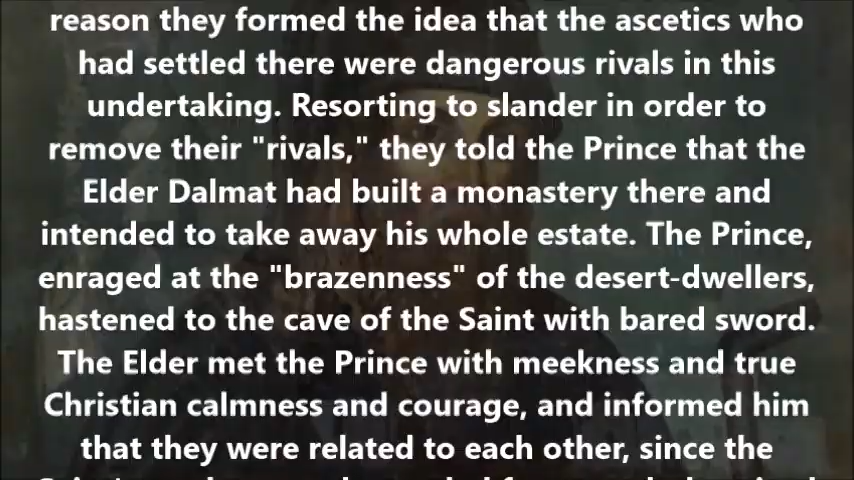 reason they formed the idea that the ascetics who
had settled there were dangerous rivals in this
undertaking. Resorting to slander in order to
remove their "rivals," they told the Prince that the
Elder Dalmat had built a monastery there and
intended to take away his whole estate. The Prince,
enraged at the "brazenness" of the desert-dwellers,
hastened to the cave of the Saint with bared sword.
The Elder met the Prince with meekness and true
Christian calmness and courage, and informed him
that they were related to each other, since the